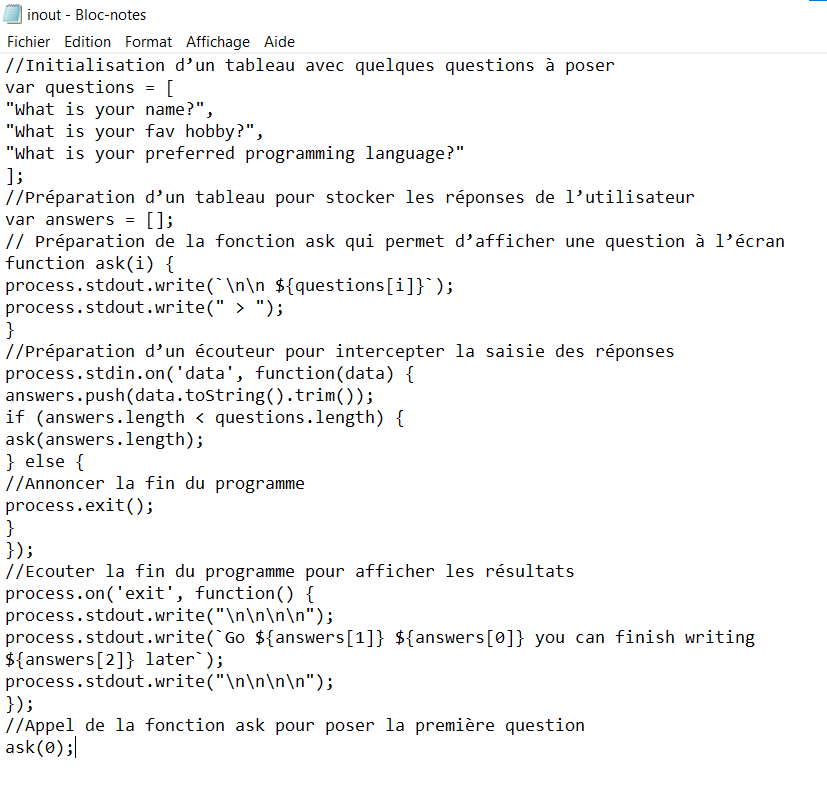 inout - Bloc-notes
Fichier Edition Format Affichage Aide
//Initialisation d’un tableau avec quelques questions à poser
var questions = [
"What is your name?",
"What is your fav hobby?",
"What is your preferred programming language?"
];
//Préparation d’un tableau pour stocker les réponses de l’utilisateur
var answers = [];
// Préparation de la fonction ask qui permet d’afficher une question à l’écran
function ask(i) {
process.stdout.write(`\n\n ${questions[i]}`);
process.stdout.write(" > ");
}
//Préparation d’un écouteur pour intercepter la saisie des réponses
process.stdin.on('data', function(data) {
answers.push(data.toString().trim());
if (answers.length < questions.length) {
ask(answers.length);
} else {
//Annoncer la fin du programme
process.exit();
}
});
//Ecouter la fin du programme pour afficher les résultats
process.on('exit', function() {
process.stdout.write("\n\n\n\n");
process.stdout.write(`Go ${answers[1]} ${answers[0]} you can finish writing
${answers[2]} later`);
process.stdout.write("\n\n\n\n");
});
//Appel de la fonction ask pour poser la première question
ask(0);